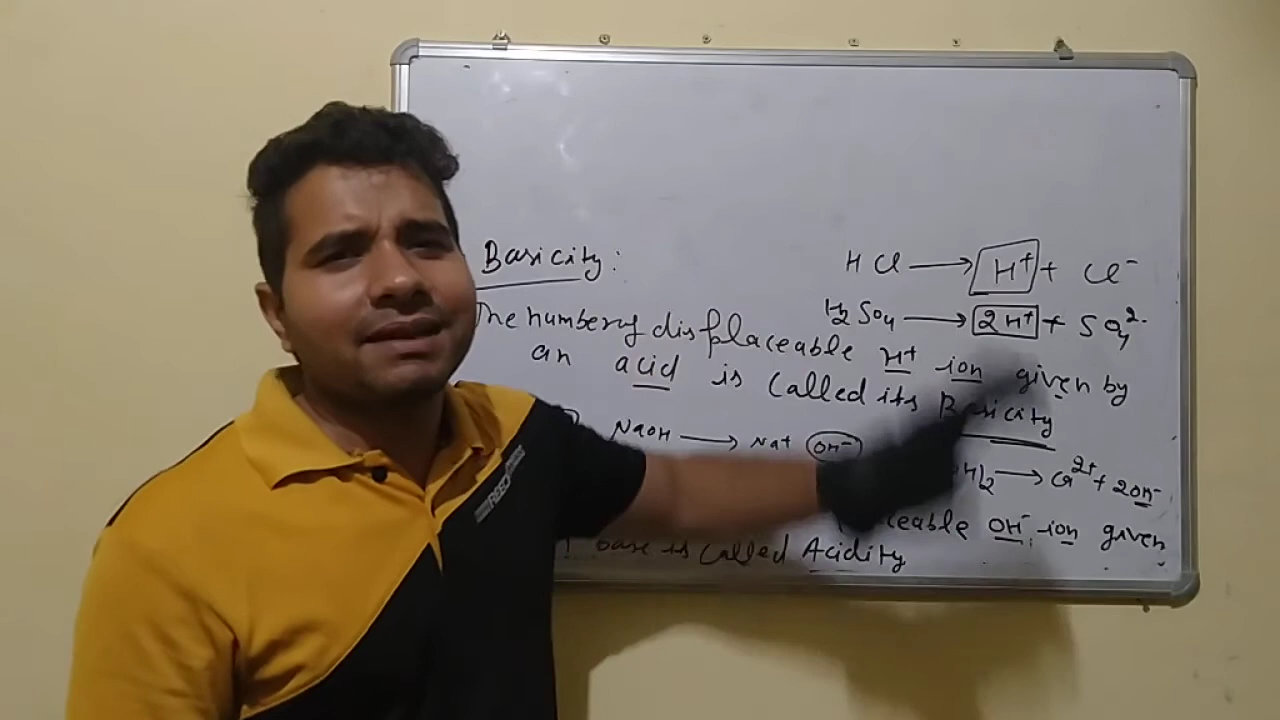 Basicity:
HCl ⟶ H⁺ + Cl⁻
H₂SO₄ ⟶ 2H⁺ + SO₄²⁻
The number of displaceable H⁺ ion given by
an acid is called its Basicity
NaOH ⟶ Na⁺ OH⁻
⟶ Ca²⁺ + 2OH⁻
OH⁻ ion given
base is called Acidity